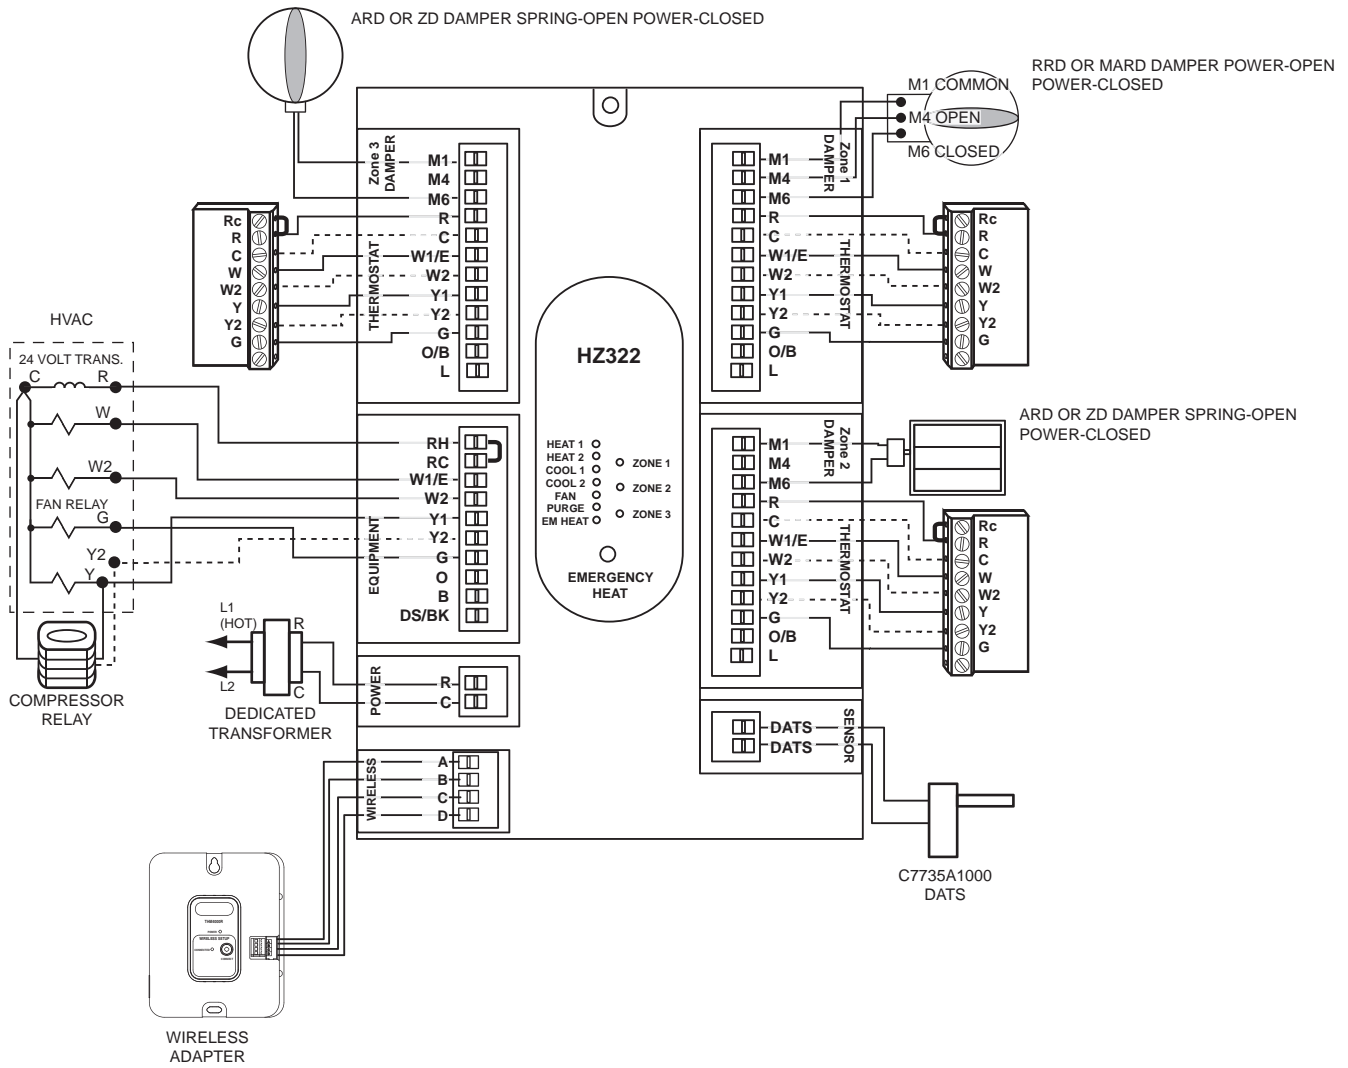 ARD OR ZD DAMPER SPRING-OPEN POWER-CLOSED
RRD OR MARD DAMPER POWER-OPEN
POWER-CLOSED
M1 COMMON
M4 OPEN
M6 CLOSED
Zone 3
DAMPER
M1
M4
M6
R
C
W1/E
W2
Y1
Y2
G
O/B
L
THERMOSTAT
Rc
R
C
W
W2
Y
Y2
G
Zone 1
DAMPER
M1
M4
M6
R
C
W1/E
W2
Y1
Y2
G
O/B
L
THERMOSTAT
Rc
R
C
W
W2
Y
Y2
G
HVAC
24 VOLT TRANS.
C
R
W
W2
FAN RELAY
G
Y2
Y
COMPRESSOR
RELAY
EQUIPMENT
RH
RC
W1/E
W2
Y1
Y2
G
O
B
DS/BK
HZ322
HEAT 1
HEAT 2
COOL 1
COOL 2
FAN
PURGE
EM HEAT
ZONE 1
ZONE 2
ZONE 3
EMERGENCY
HEAT
ARD OR ZD DAMPER SPRING-OPEN
POWER-CLOSED
Zone 2
DAMPER
M1
M4
M6
R
C
W1/E
W2
Y1
Y2
G
O/B
L
THERMOSTAT
Rc
R
C
W
W2
Y
Y2
G
L1
(HOT)
L2
R
C
DEDICATED
TRANSFORMER
POWER
R
C
SENSOR
DATS
DATS
C7735A1000
DATS
WIRELESS
A
B
C
D
WIRELESS SETUP
WIRELESS
ADAPTER